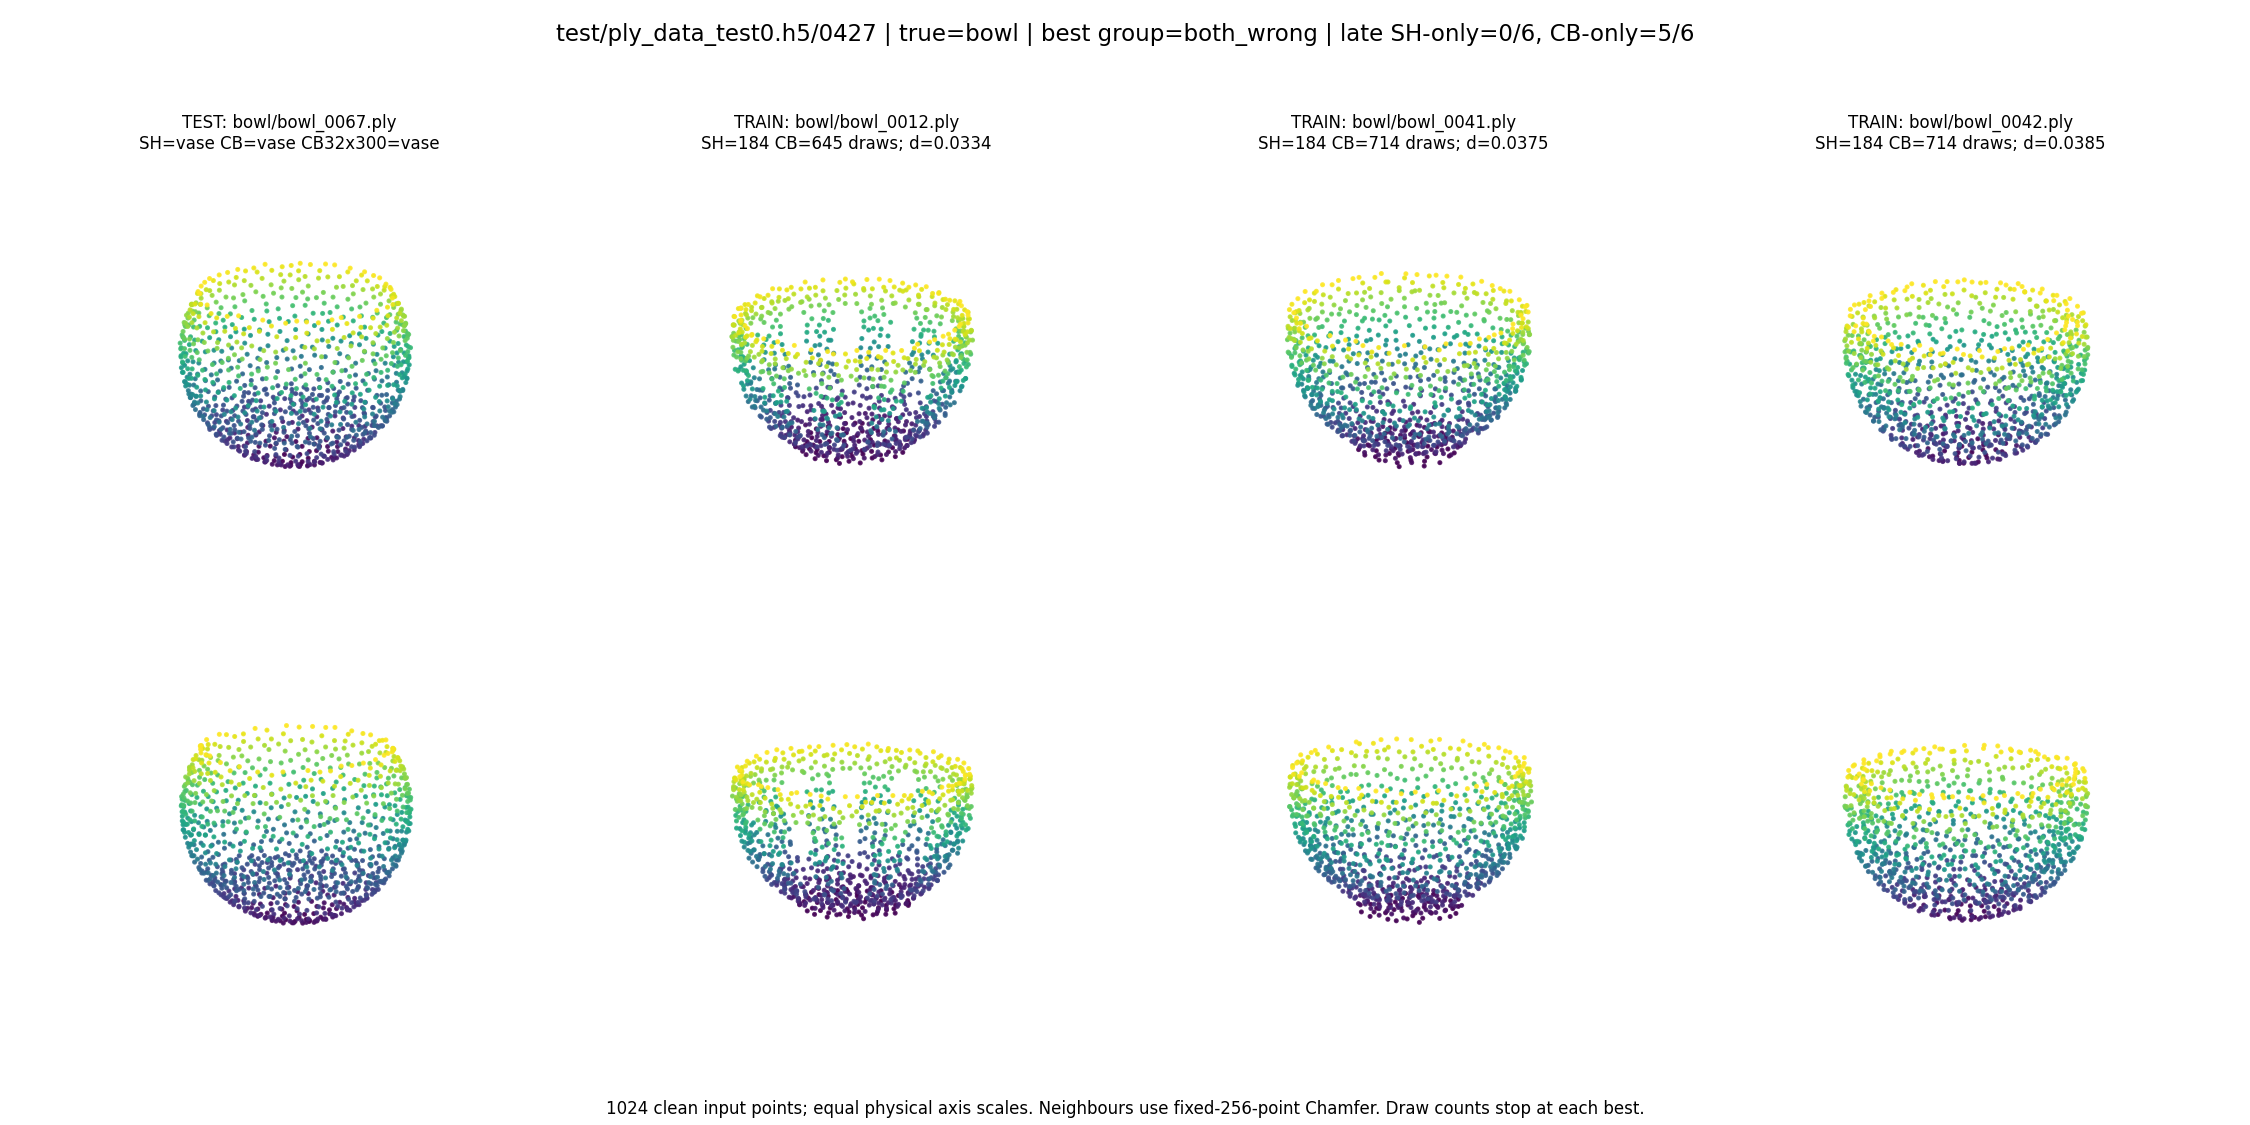 test/ply_data_test0.h5/0427 | true=bowl | best group=both_wrong | late SH-only=0/6, CB-only=5/6
TEST: bowl/bowl_0067.ply
SH=vase CB=vase CB32x300=vase
TRAIN: bowl/bowl_0012.ply
SH=184 CB=645 draws; d=0.0334
TRAIN: bowl/bowl_0041.ply
SH=184 CB=714 draws; d=0.0375
TRAIN: bowl/bowl_0042.ply
SH=184 CB=714 draws; d=0.0385
1024 clean input points; equal physical axis scales. Neighbours use fixed-256-point Chamfer. Draw counts stop at each best.